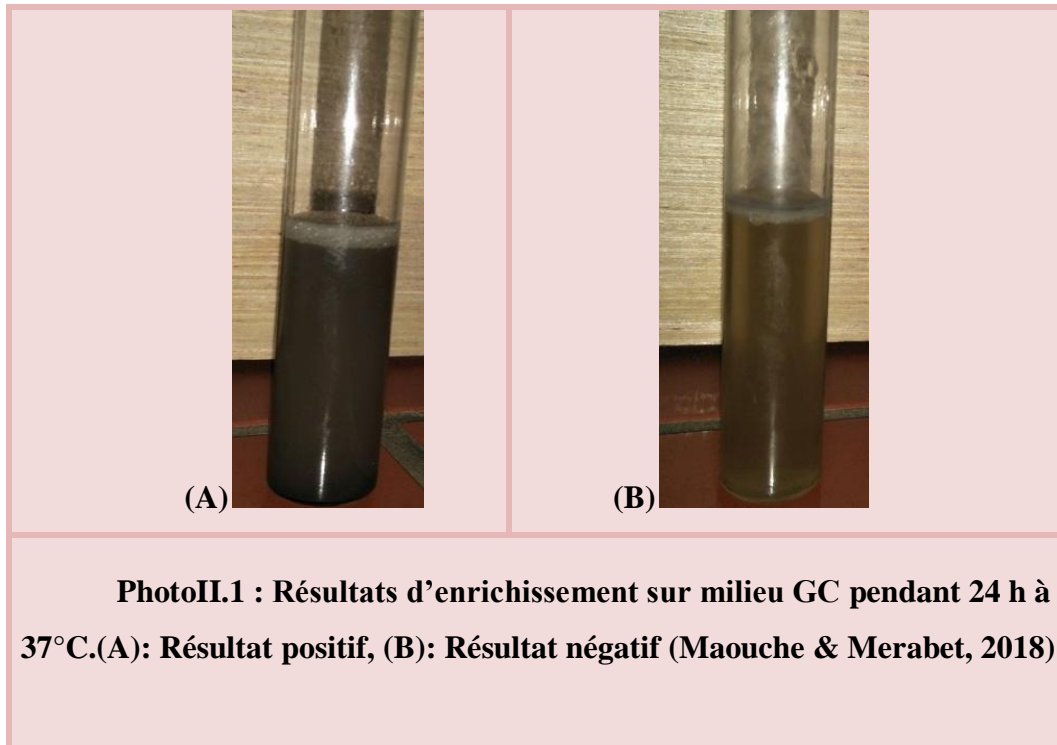 (A)
(B)
PhotoII.1 : Résultats d’enrichissement sur milieu GC pendant 24 h à
37°C.(A): Résultat positif, (B): Résultat négatif (Maouche & Merabet, 2018)